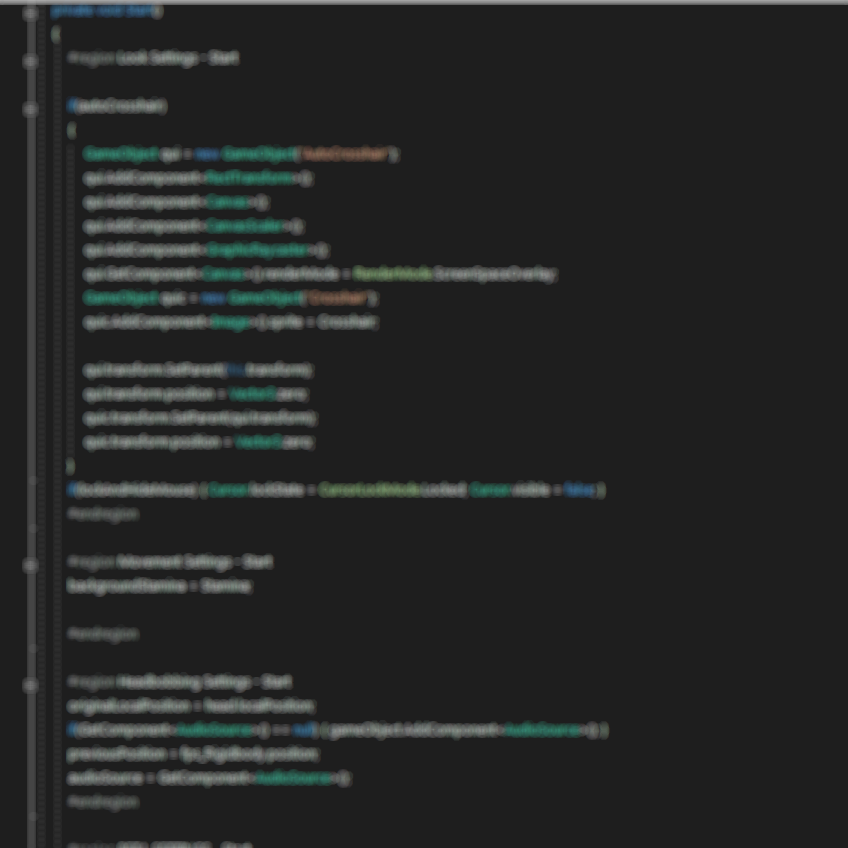 private void Start()
{
#region Look Settings - Start
if(autoCrosshair)
{
GameObject qui = new GameObject("AutoCrosshair");
qui.AddComponent<RectTransform>();
qui.AddComponent<Canvas>();
qui.AddComponent<CanvasScaler>();
qui.AddComponent<GraphicRaycaster>();
qui.GetComponent<Canvas>().renderMode = RenderMode.ScreenSpaceOverlay;
GameObject quic = new GameObject("Crosshair");
quic.AddComponent<Image>().sprite = Crosshair;
qui.transform.SetParent(this.transform);
qui.transform.position = Vector3.zero;
quic.transform.SetParent(qui.transform);
quic.transform.position = Vector3.zero;
}
if(lockAndHideMouse) { Cursor.lockState = CursorLockMode.Locked; Cursor.visible = false; }
#endregion
#region Movement Settings - Start
backgroundStamina = Stamina;
#endregion
#region Headbobbing Settings - Start
originalLocalPosition = head.localPosition;
if(GetComponent<AudioSource>() == null) { gameObject.AddComponent<AudioSource>(); }
previousPosition = fps_Rigidbody.position;
audioSource = GetComponent<AudioSource>();
#endregion
#region - Start